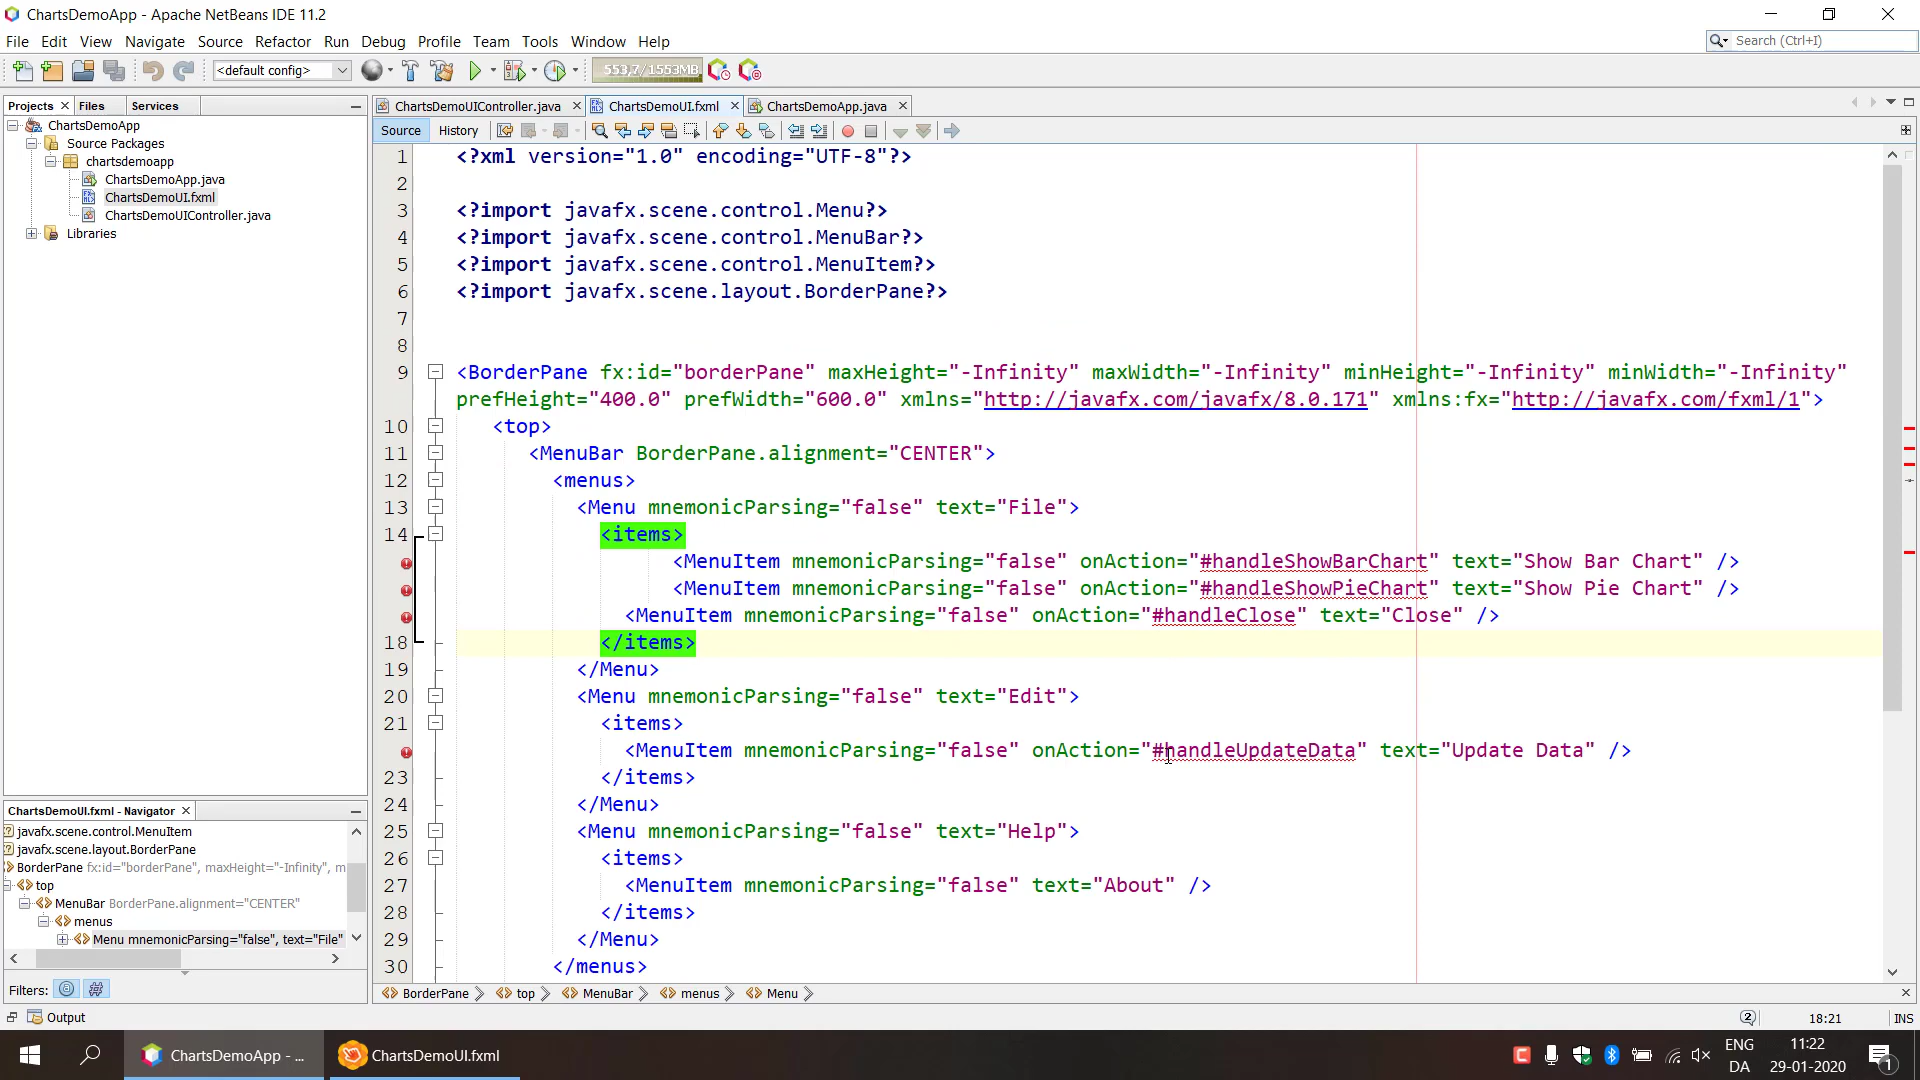 ChartsDemoApp - Apache NetBeans IDE 11.2
File Edit View Navigate Source Refactor Run Debug Profile Team Tools Window Help
Search (Ctrl+I)
<default config>
553,7/1553MB
Projects Files Services
ChartsDemoUIController.java ChartsDemoUI.fxml ChartsDemoApp.java
Source History
ChartsDemoApp
Source Packages
chartsdemoapp
ChartsDemoApp.java
ChartsDemoUI.fxml
ChartsDemoUIController.java
Libraries
1 <?xml version="1.0" encoding="UTF-8"?>
2
3 <?import javafx.scene.control.Menu?>
4 <?import javafx.scene.control.MenuBar?>
5 <?import javafx.scene.control.MenuItem?>
6 <?import javafx.scene.layout.BorderPane?>
7
8
9 <BorderPane fx:id="borderPane" maxHeight="-Infinity" maxWidth="-Infinity" minHeight="-Infinity" minWidth="-Infinity"
prefHeight="400.0" prefWidth="600.0" xmlns="http://javafx.com/javafx/8.0.171" xmlns:fx="http://javafx.com/fxml/1">
10 <top>
11 <MenuBar BorderPane.alignment="CENTER">
12 <menus>
13 <Menu mnemonicParsing="false" text="File">
14 <items>
<MenuItem mnemonicParsing="false" onAction="#handleShowBarChart" text="Show Bar Chart" />
<MenuItem mnemonicParsing="false" onAction="#handleShowPieChart" text="Show Pie Chart" />
<MenuItem mnemonicParsing="false" onAction="#handleClose" text="Close" />
18 </items>
19 </Menu>
20 <Menu mnemonicParsing="false" text="Edit">
21 <items>
<MenuItem mnemonicParsing="false" onAction="#handleUpdateData" text="Update Data" />
23 </items>
24 </Menu>
25 <Menu mnemonicParsing="false" text="Help">
26 <items>
27 <MenuItem mnemonicParsing="false" text="About" />
28 </items>
29 </Menu>
30 </menus>
ChartsDemoUI.fxml - Navigator
javafx.scene.control.MenuItem
javafx.scene.layout.BorderPane
BorderPane fx:id="borderPane", maxHeight="-Infinity", m
top
MenuBar BorderPane.alignment="CENTER"
menus
Menu mnemonicParsing="false", text="File"
Filters:
BorderPane top MenuBar menus Menu
Output
2
18:21
INS
ChartsDemoApp - ...
ChartsDemoUI.fxml
ENG
DA
11:22
29-01-2020
1